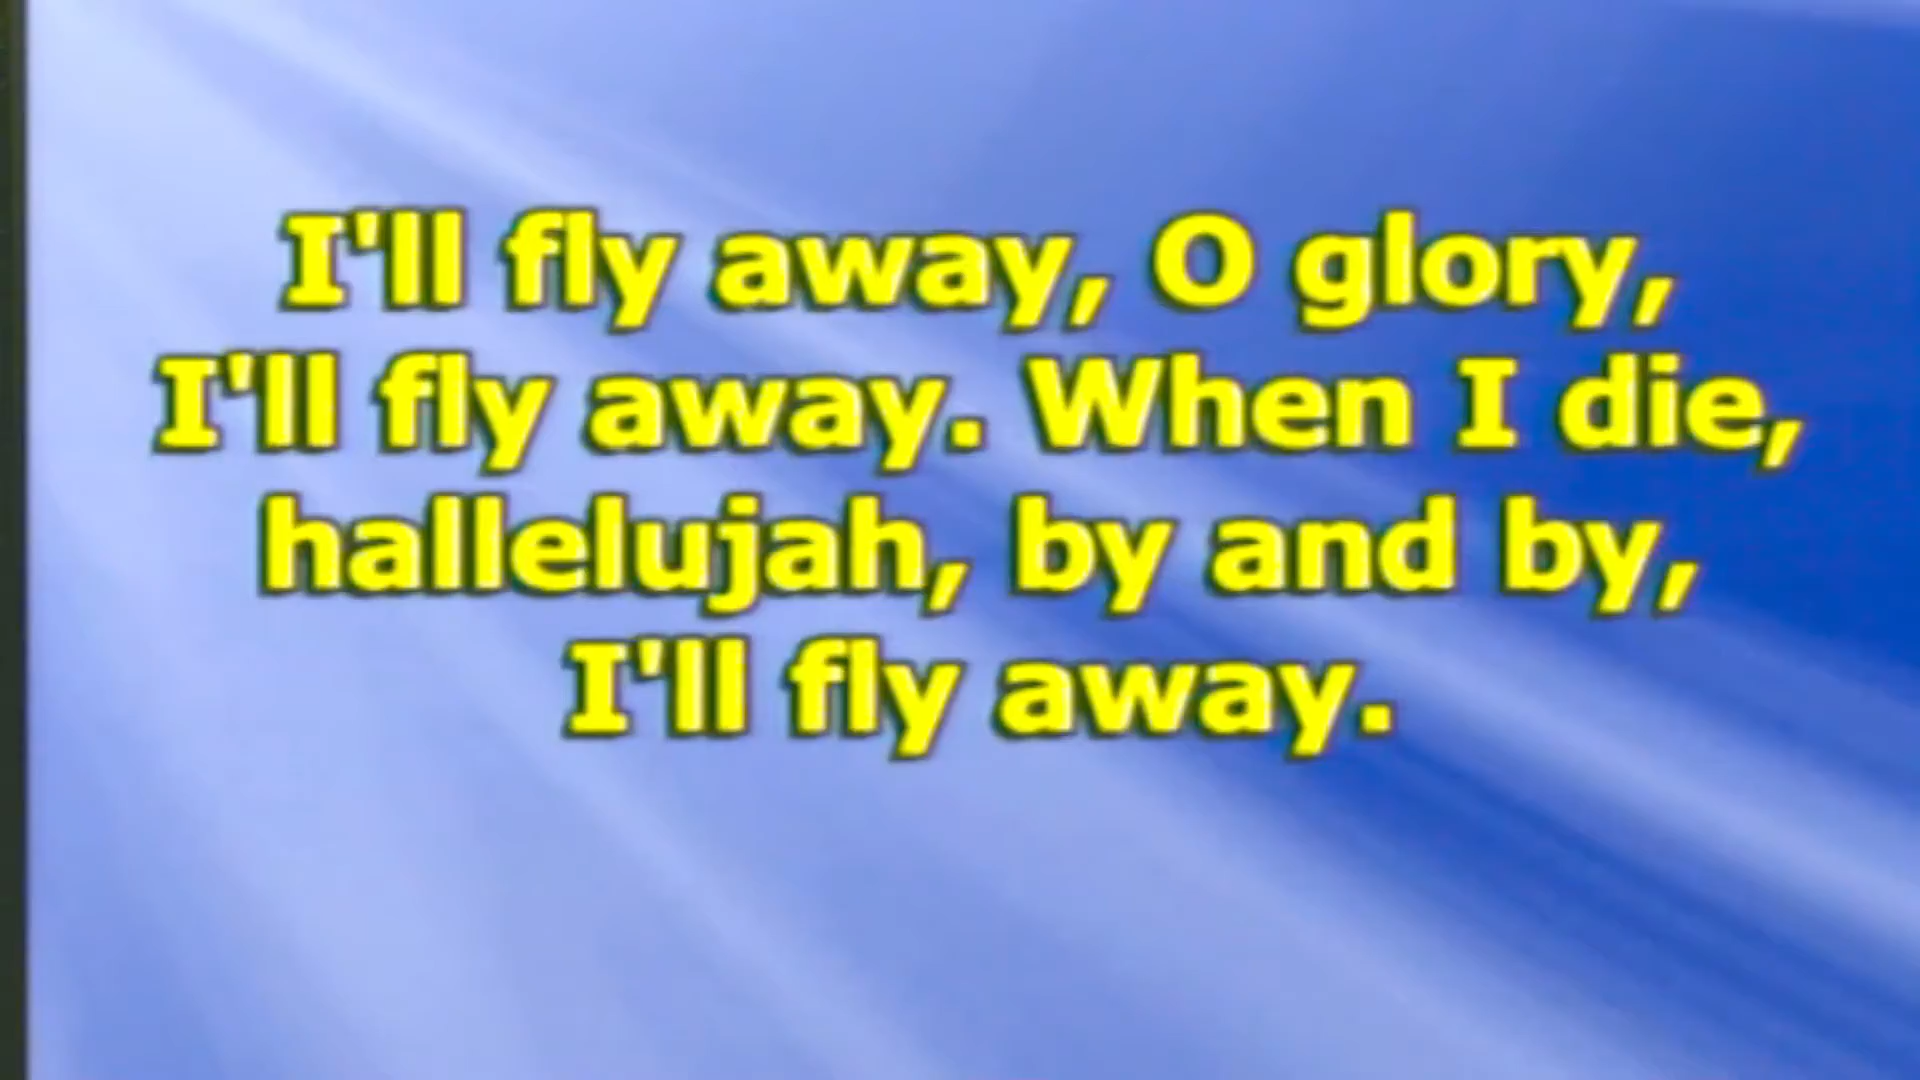 I'll fly away, O glory,
I'll fly away. When I die,
hallelujah, by and by,
I'll fly away.